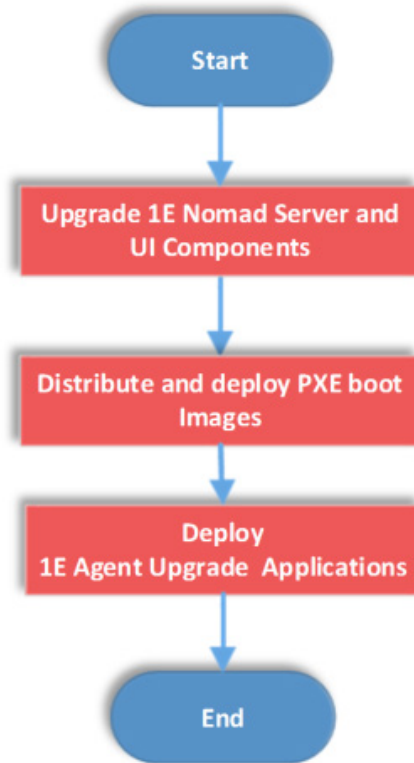 Start
Upgrade 1E Nomad Server and
UI Components
Distribute and deploy PXE boot
Images
Deploy
1E Agent Upgrade Applications
End